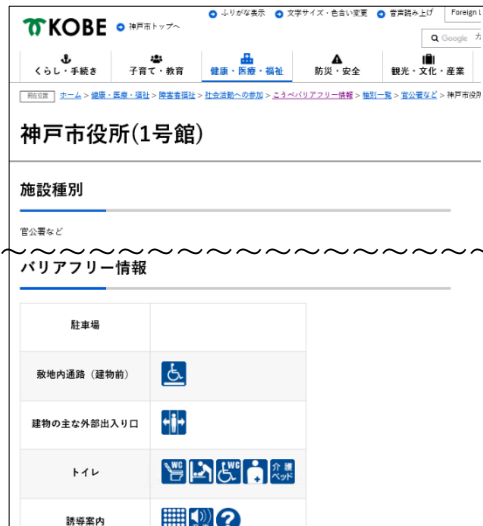 KOBE 神戸市トップへ ふりがな表示 文字サイズ・色合い変更 音声読み上げ Foreign
Google
くらし・手続き 子育て・教育 健康・医療・福祉 防災・安全 観光・文化・産業
現在位置 ホーム > 健康・医療・福祉 > 障害者福祉 > 社会活動への参加 > こうべバリアフリー情報 > 種別一覧 > 官公署など > 神戸市役所
神戸市役所(1号館)
施設種別
官公署など
バリアフリー情報
駐車場
敷地内通路（建物前）
建物の主な外部出入り口
トイレ WC WC 介護ベッド
誘導案内 ?